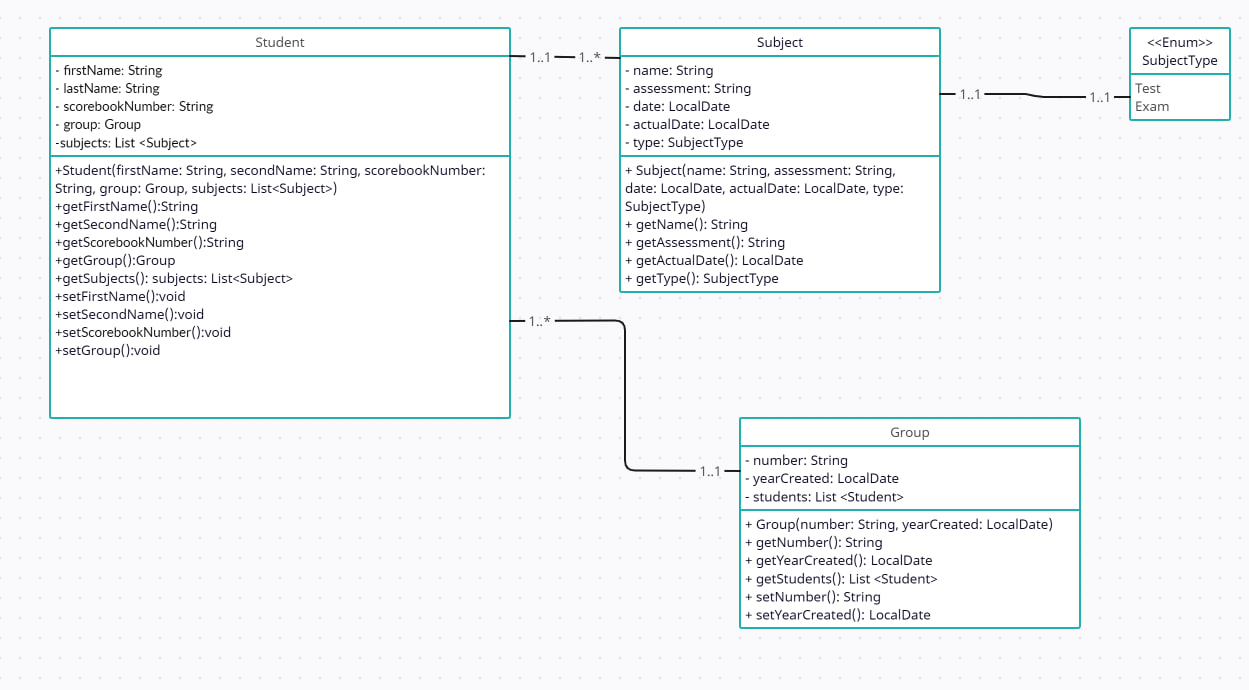 Student
- firstName: String
- lastName: String
- scorebookNumber: String
- group: Group
-subjects: List <Subject>
+Student(firstName: String, secondName: String, scorebookNumber:
String, group: Group, subjects: List<Subject>)
+getFirstName():String
+getSecondName():String
+getScorebookNumber():String
+getGroup():Group
+getSubjects(): subjects: List<Subject>
+setFirstName():void
+setSecondName():void
+setScorebookNumber():void
+setGroup():void
1..1
1..*
Subject
- name: String
- assessment: String
- date: LocalDate
- actualDate: LocalDate
- type: SubjectType
+ Subject(name: String, assessment: String,
date: LocalDate, actualDate: LocalDate, type:
SubjectType)
+ getName(): String
+ getAssessment(): String
+ getActualDate(): LocalDate
+ getType(): SubjectType
1..1
1..1
<<Enum>>
SubjectType
Test
Exam
1..*
1..1
Group
- number: String
- yearCreated: LocalDate
- students: List <Student>
+ Group(number: String, yearCreated: LocalDate)
+ getNumber(): String
+ getYearCreated(): LocalDate
+ getStudents(): List <Student>
+ setNumber(): String
+ setYearCreated(): LocalDate